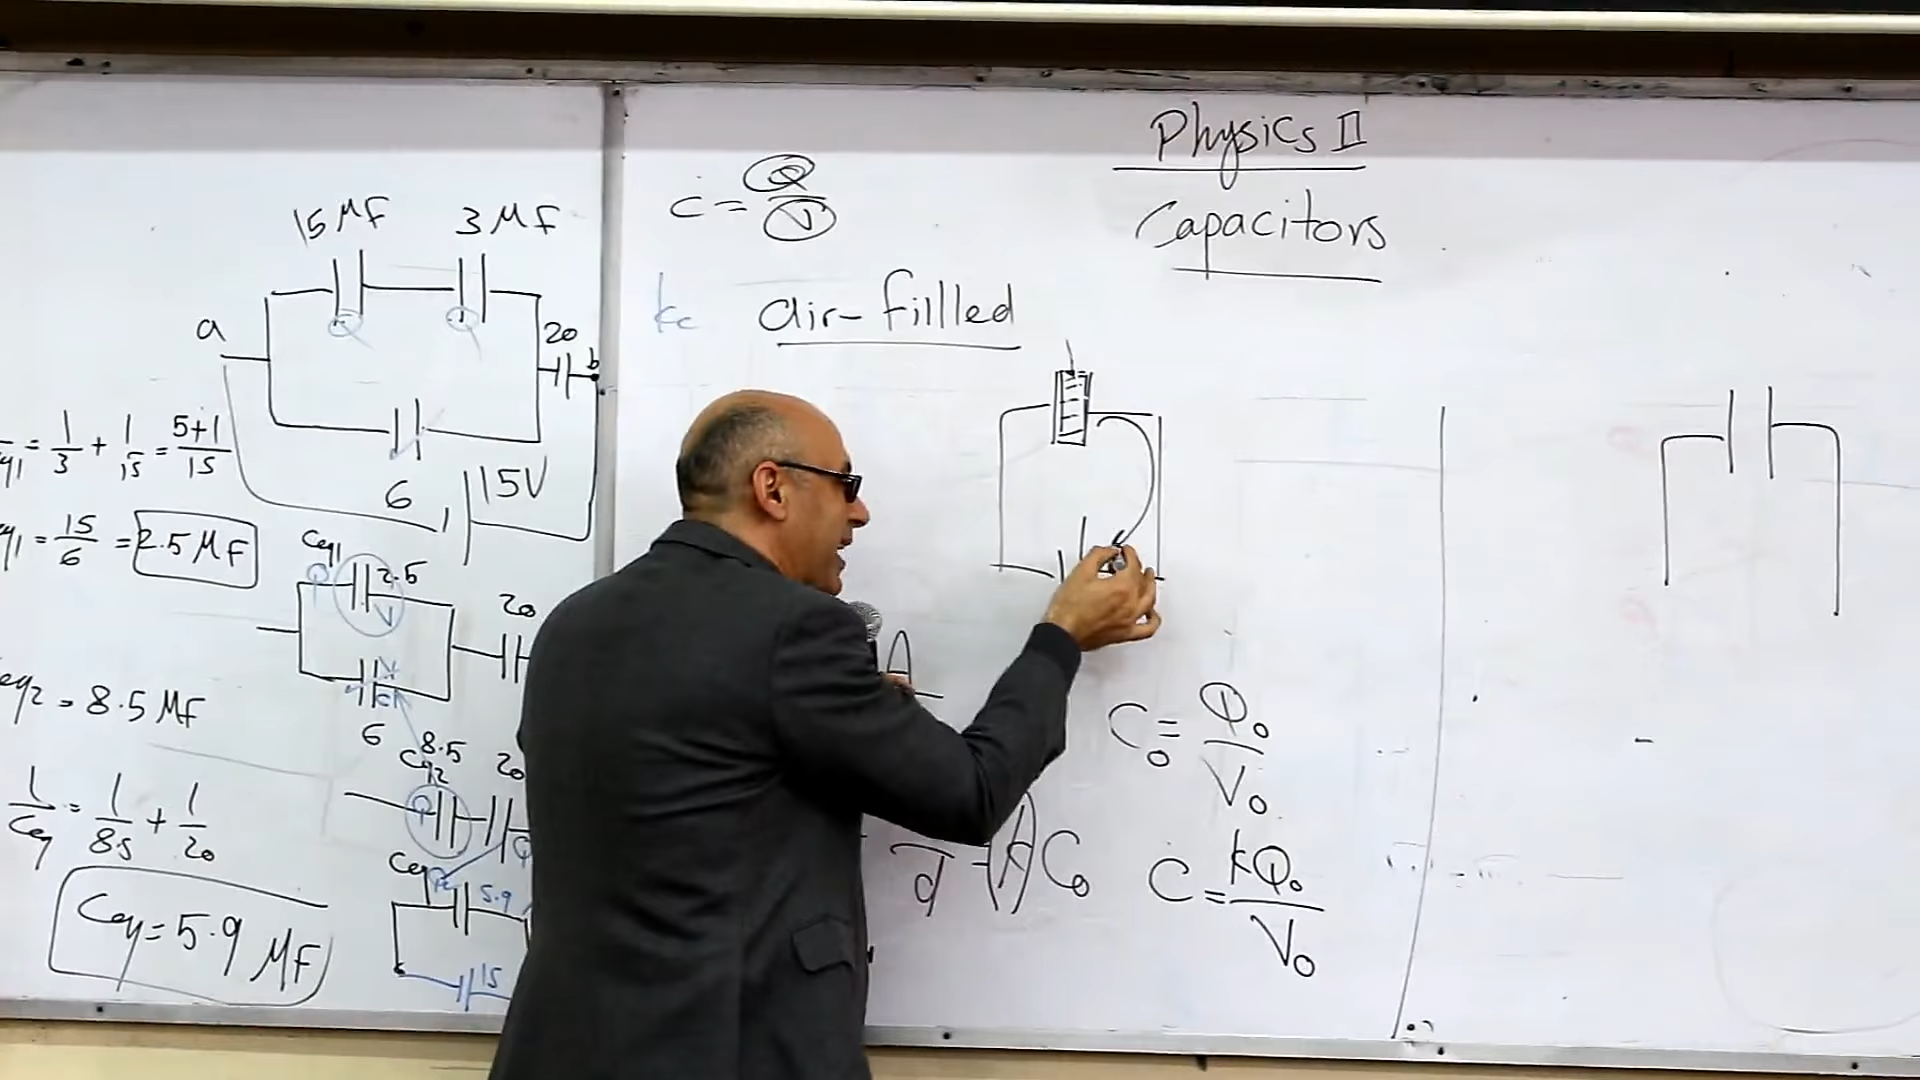 15 MF 3 MF
a
20
b
6
15V
1/3 + 1/15 = 5+1/15
= 15/6 = 2.5 MF
Ceq1
Q
2.5
V
20
6
= 8.5 MF
8.5
Ceq2
20
Q
1/Ceq = 1/8.5 + 1/20
Ceq = 5.9 MF
Ceq
5.9
15
Physics II
Capacitors
C = Q/V
air-fillled
A
C0 = Q0/V0
d = (k) C0
C = kQ0/V0